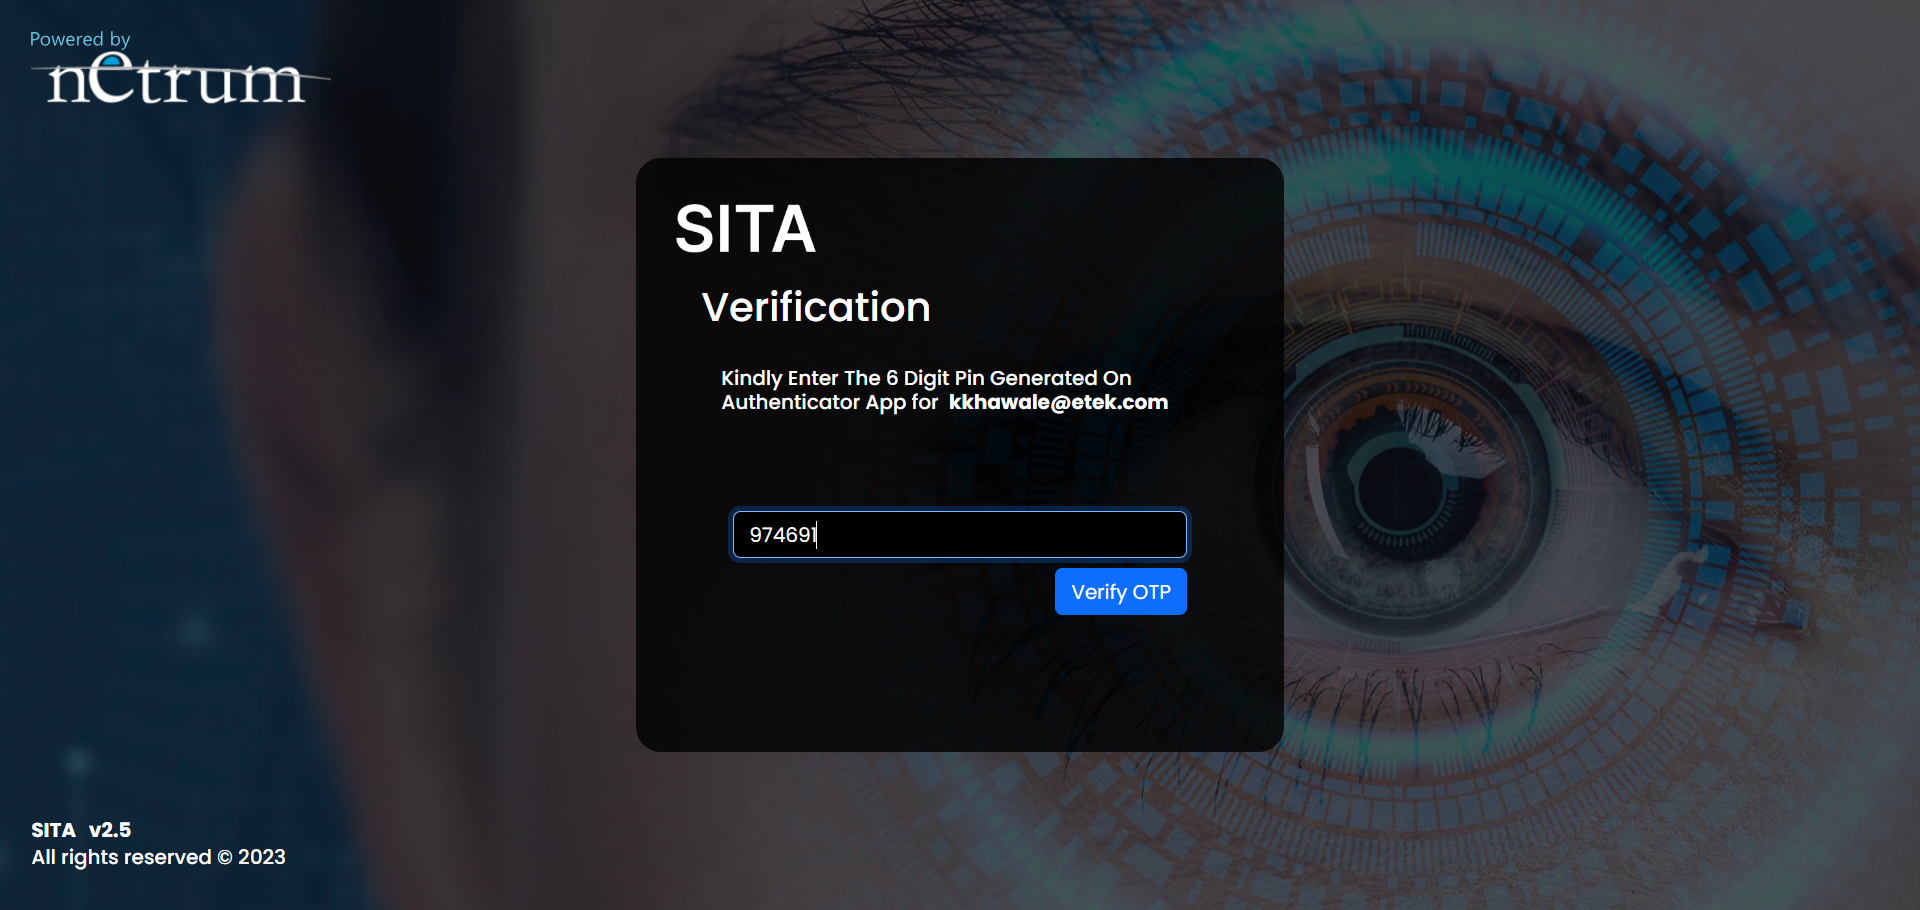 Powered by
netrum
SITA
Verification
Kindly Enter The 6 Digit Pin Generated On
Authenticator App for kkhawale@etek.com
974691
Verify OTP
SITA v2.5
All rights reserved © 2023